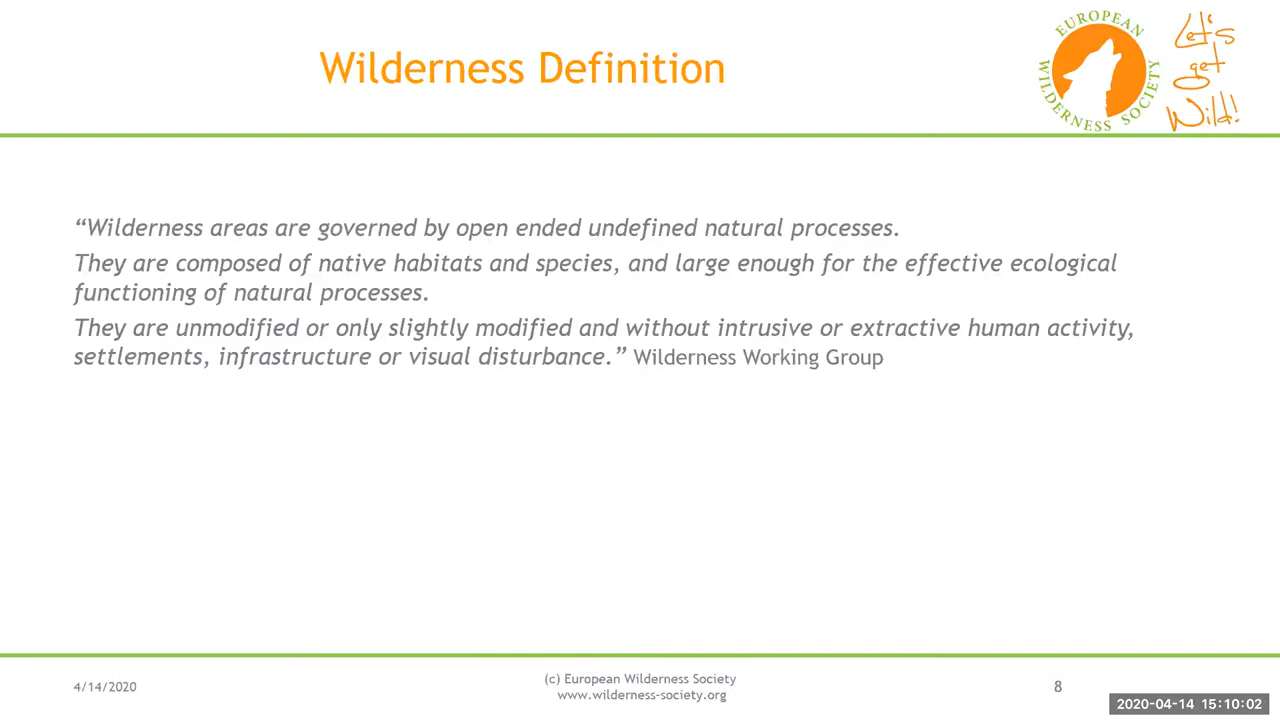 Wilderness Definition
EUROPEAN
WILDERNESS SOCIETY
Let's
get
Wild!
“Wilderness areas are governed by open ended undefined natural processes.
They are composed of native habitats and species, and large enough for the effective ecological
functioning of natural processes.
They are unmodified or only slightly modified and without intrusive or extractive human activity,
settlements, infrastructure or visual disturbance.” Wilderness Working Group
4/14/2020
(c) European Wilderness Society
www.wilderness-society.org
8
2020-04-14 15:10:02